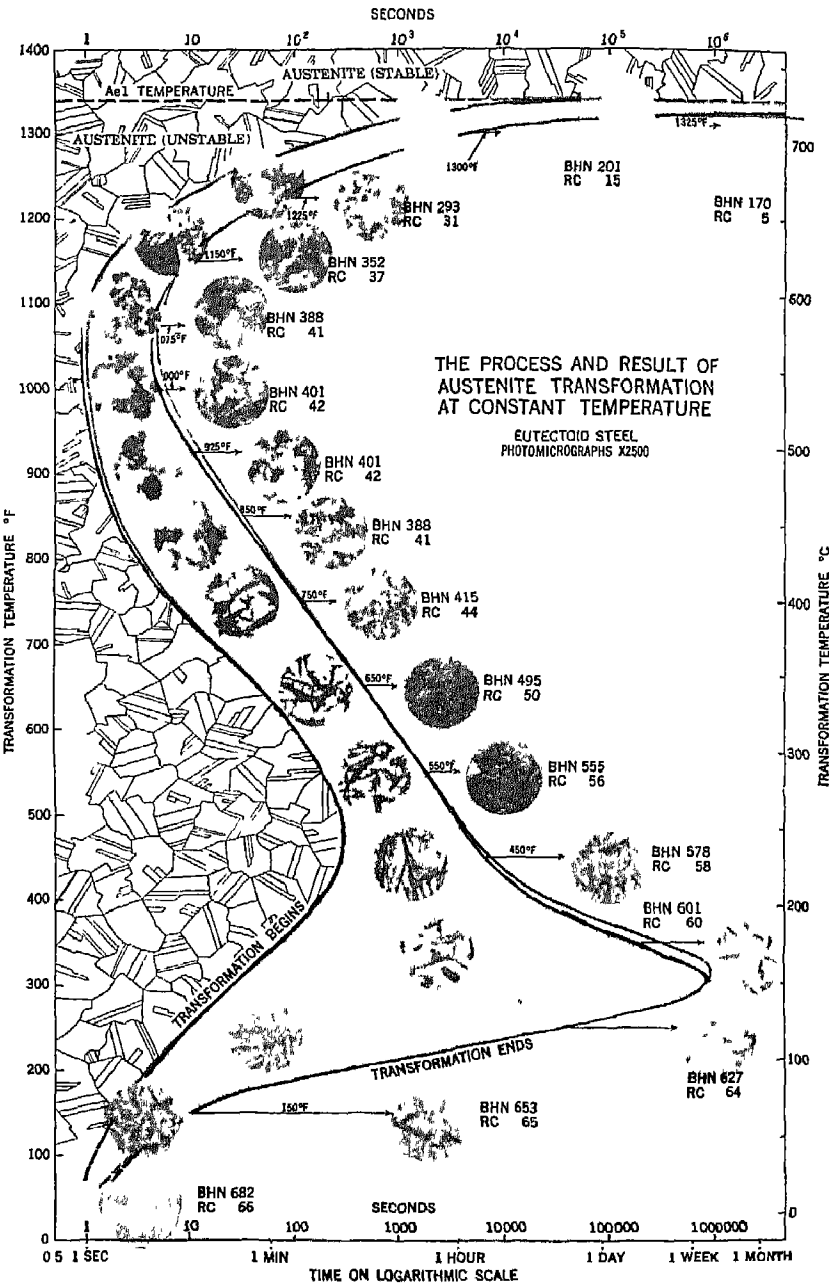 SECONDS
1 10 10² 10³ 10⁴ 10⁵ 10⁶
1400
AUSTENITE (STABLE)
Ae1 TEMPERATURE
1300
AUSTENITE (UNSTABLE)
1325°F
700
1300°F
BHN 201
RC 15
1200
1225°F
BHN 293
RC 31
BHN 170
RC 5
1150°F
BHN 352
RC 37
1100
600
BHN 388
RC 41
075°F
THE PROCESS AND RESULT OF
AUSTENITE TRANSFORMATION
AT CONSTANT TEMPERATURE
000°F
1000
BHN 401
RC 42
EUTECTOID STEEL
PHOTOMICROGRAPHS X2500
925°F
500
BHN 401
RC 42
900
850°F
BHN 388
RC 41
800
750°F
BHN 415
RC 44
400
TRANSFORMATION TEMPERATURE °F
TRANSFORMATION TEMPERATURE °C
700
650°F
BHN 495
RC 50
600
550°F
BHN 555
RC 56
300
500
450°F
BHN 578
RC 58
400
BHN 601
RC 60
200
TRANSFORMATION BEGINS
300
200
TRANSFORMATION ENDS
100
BHN 627
RC 64
150°F
BHN 653
RC 65
100
BHN 682
RC 66
SECONDS
0
0
1 10 100 1000 10000 100000 1000000
0 5 1 SEC 1 MIN 1 HOUR 1 DAY 1 WEEK 1 MONTH
TIME ON LOGARITHMIC SCALE